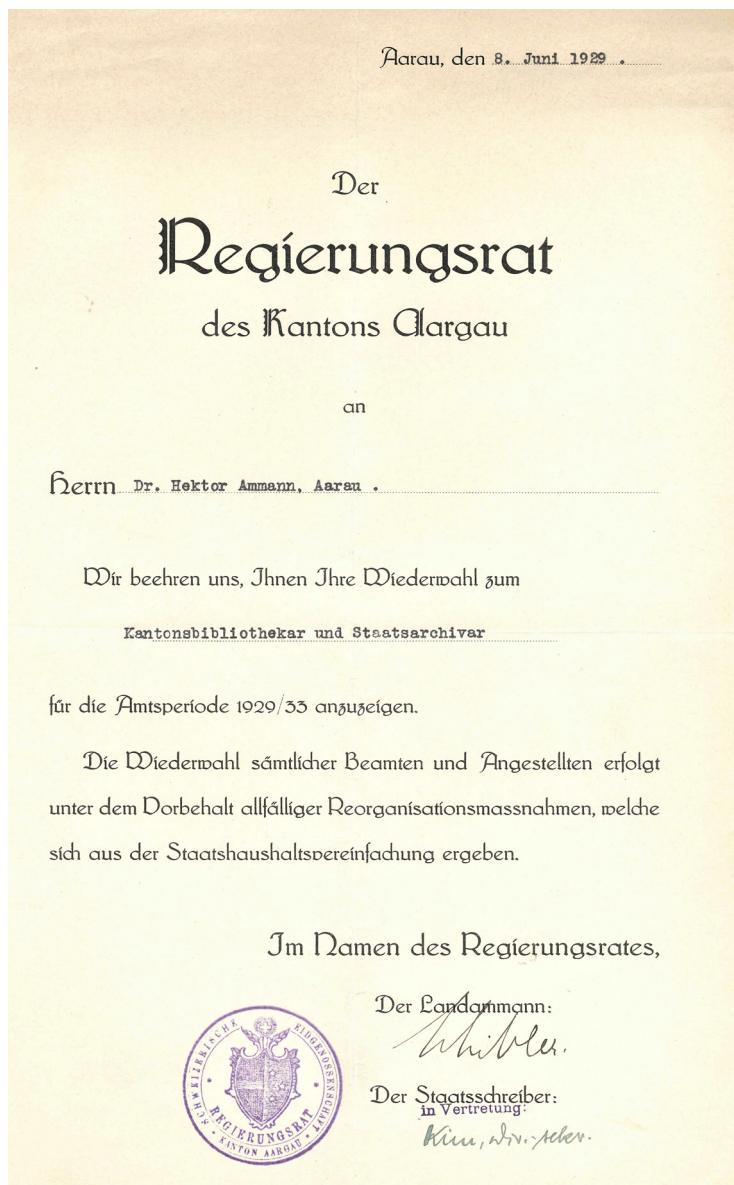 Aarau, den 8. Juni 1929 .
Der
Regierungsrat
des Kantons Aargau
an
Herrn Dr. Hektor Ammann, Aarau .
Wir beehren uns, Ihnen Ihre Wiederwahl zum
Kantonsbibliothekar und Staatsarchivar
für die Amtsperiode 1929/33 anzuzeigen.
Die Wiederwahl sämtlicher Beamten und Angestellten erfolgt
unter dem Vorbehalt allfälliger Reorganisationsmassnahmen, welche
sich aus der Staatshaushaltsvereinfachung ergeben.
Im Namen des Regierungsrates,
Der Landammann:
Schibler.
SCHWEIZERISCHE EIDGENOSSENSCHAFT
REGIERUNGSRAT
KANTON AARGAU
Der Staatsschreiber:
in Vertretung: